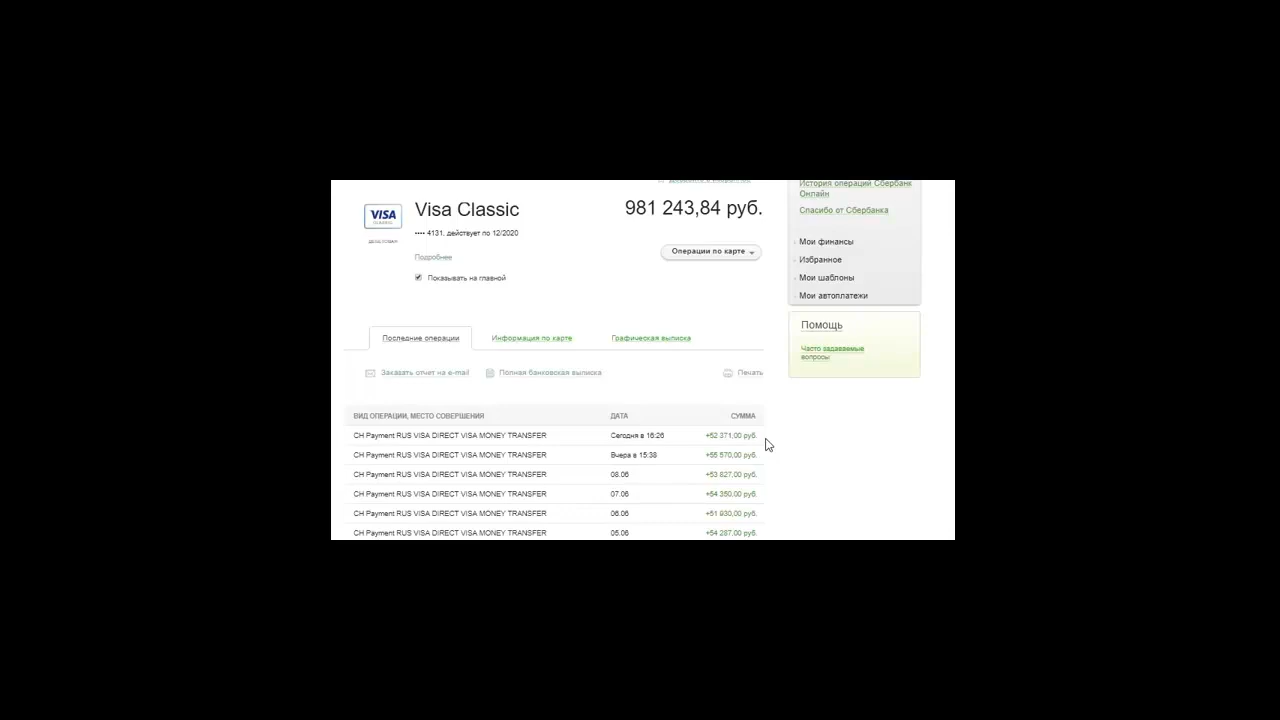 История операций Сбербанк
Онлайн
Спасибо от Сбербанка
VISA
Visa Classic
981 243,84 руб.
•••• 4131, действует по 12/2020
Подробнее
Показывать на главной
Операции по карте
Мои финансы
Избранное
Мои шаблоны
Мои автоплатежи
Помощь
Часто задаваемые
вопросы
Последние операции
Информация по карте
Графическая выписка
Заказать отчет на e-mail
Полная банковская выписка
Печать
ВИД ОПЕРАЦИИ, МЕСТО СОВЕРШЕНИЯ ДАТА СУММА
CH Payment RUS VISA DIRECT VISA MONEY TRANSFER Сегодня в 16:26 +52 371,00 руб.
CH Payment RUS VISA DIRECT VISA MONEY TRANSFER Вчера в 15:38 +55 570,00 руб.
CH Payment RUS VISA DIRECT VISA MONEY TRANSFER 08.06 +53 827,00 руб.
CH Payment RUS VISA DIRECT VISA MONEY TRANSFER 07.06 +54 350,00 руб.
CH Payment RUS VISA DIRECT VISA MONEY TRANSFER 06.06 +51 930,00 руб.
CH Payment RUS VISA DIRECT VISA MONEY TRANSFER 05.06 +54 287,00 руб.